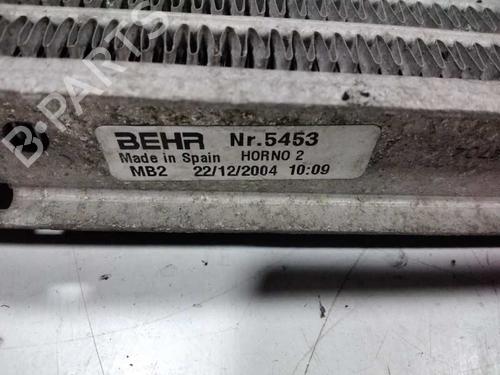 BEHR Nr.5453
Made in Spain HORNO 2
MB2 22/12/2004 10:09
B-PARTS